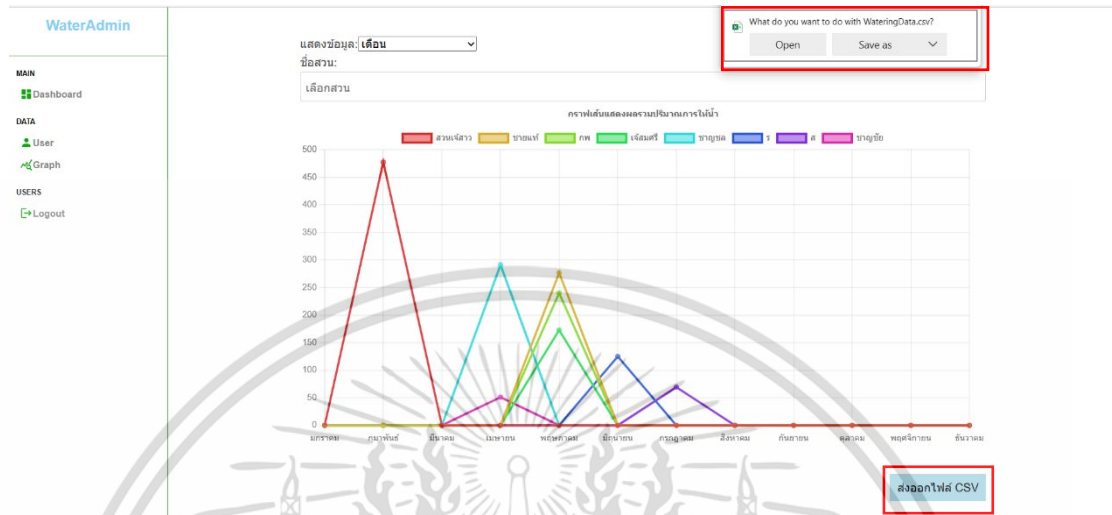 WaterAdmin
What do you want to do with WateringData.csv?
Open
Save as
แสดงข้อมูล: เดือน
ชื่อสวน:
MAIN
เลือกสวน
Dashboard
กราฟเส้นแสดงผลรวมปริมาณการให้น้ำ
DATA
User
สวนเจ้สาว ชายแท้ กพ เจ้สมศรี ชาญชล ร ส ชาญชัย
Graph
USERS
Logout
500
450
400
350
300
250
200
150
100
50
0
มกราคม กุมภาพันธ์ มีนาคม เมษายน พฤษภาคม มิถุนายน กรกฎาคม สิงหาคม กันยายน ตุลาคม พฤศจิกายน ธันวาคม
ส่งออกไฟล์ CSV